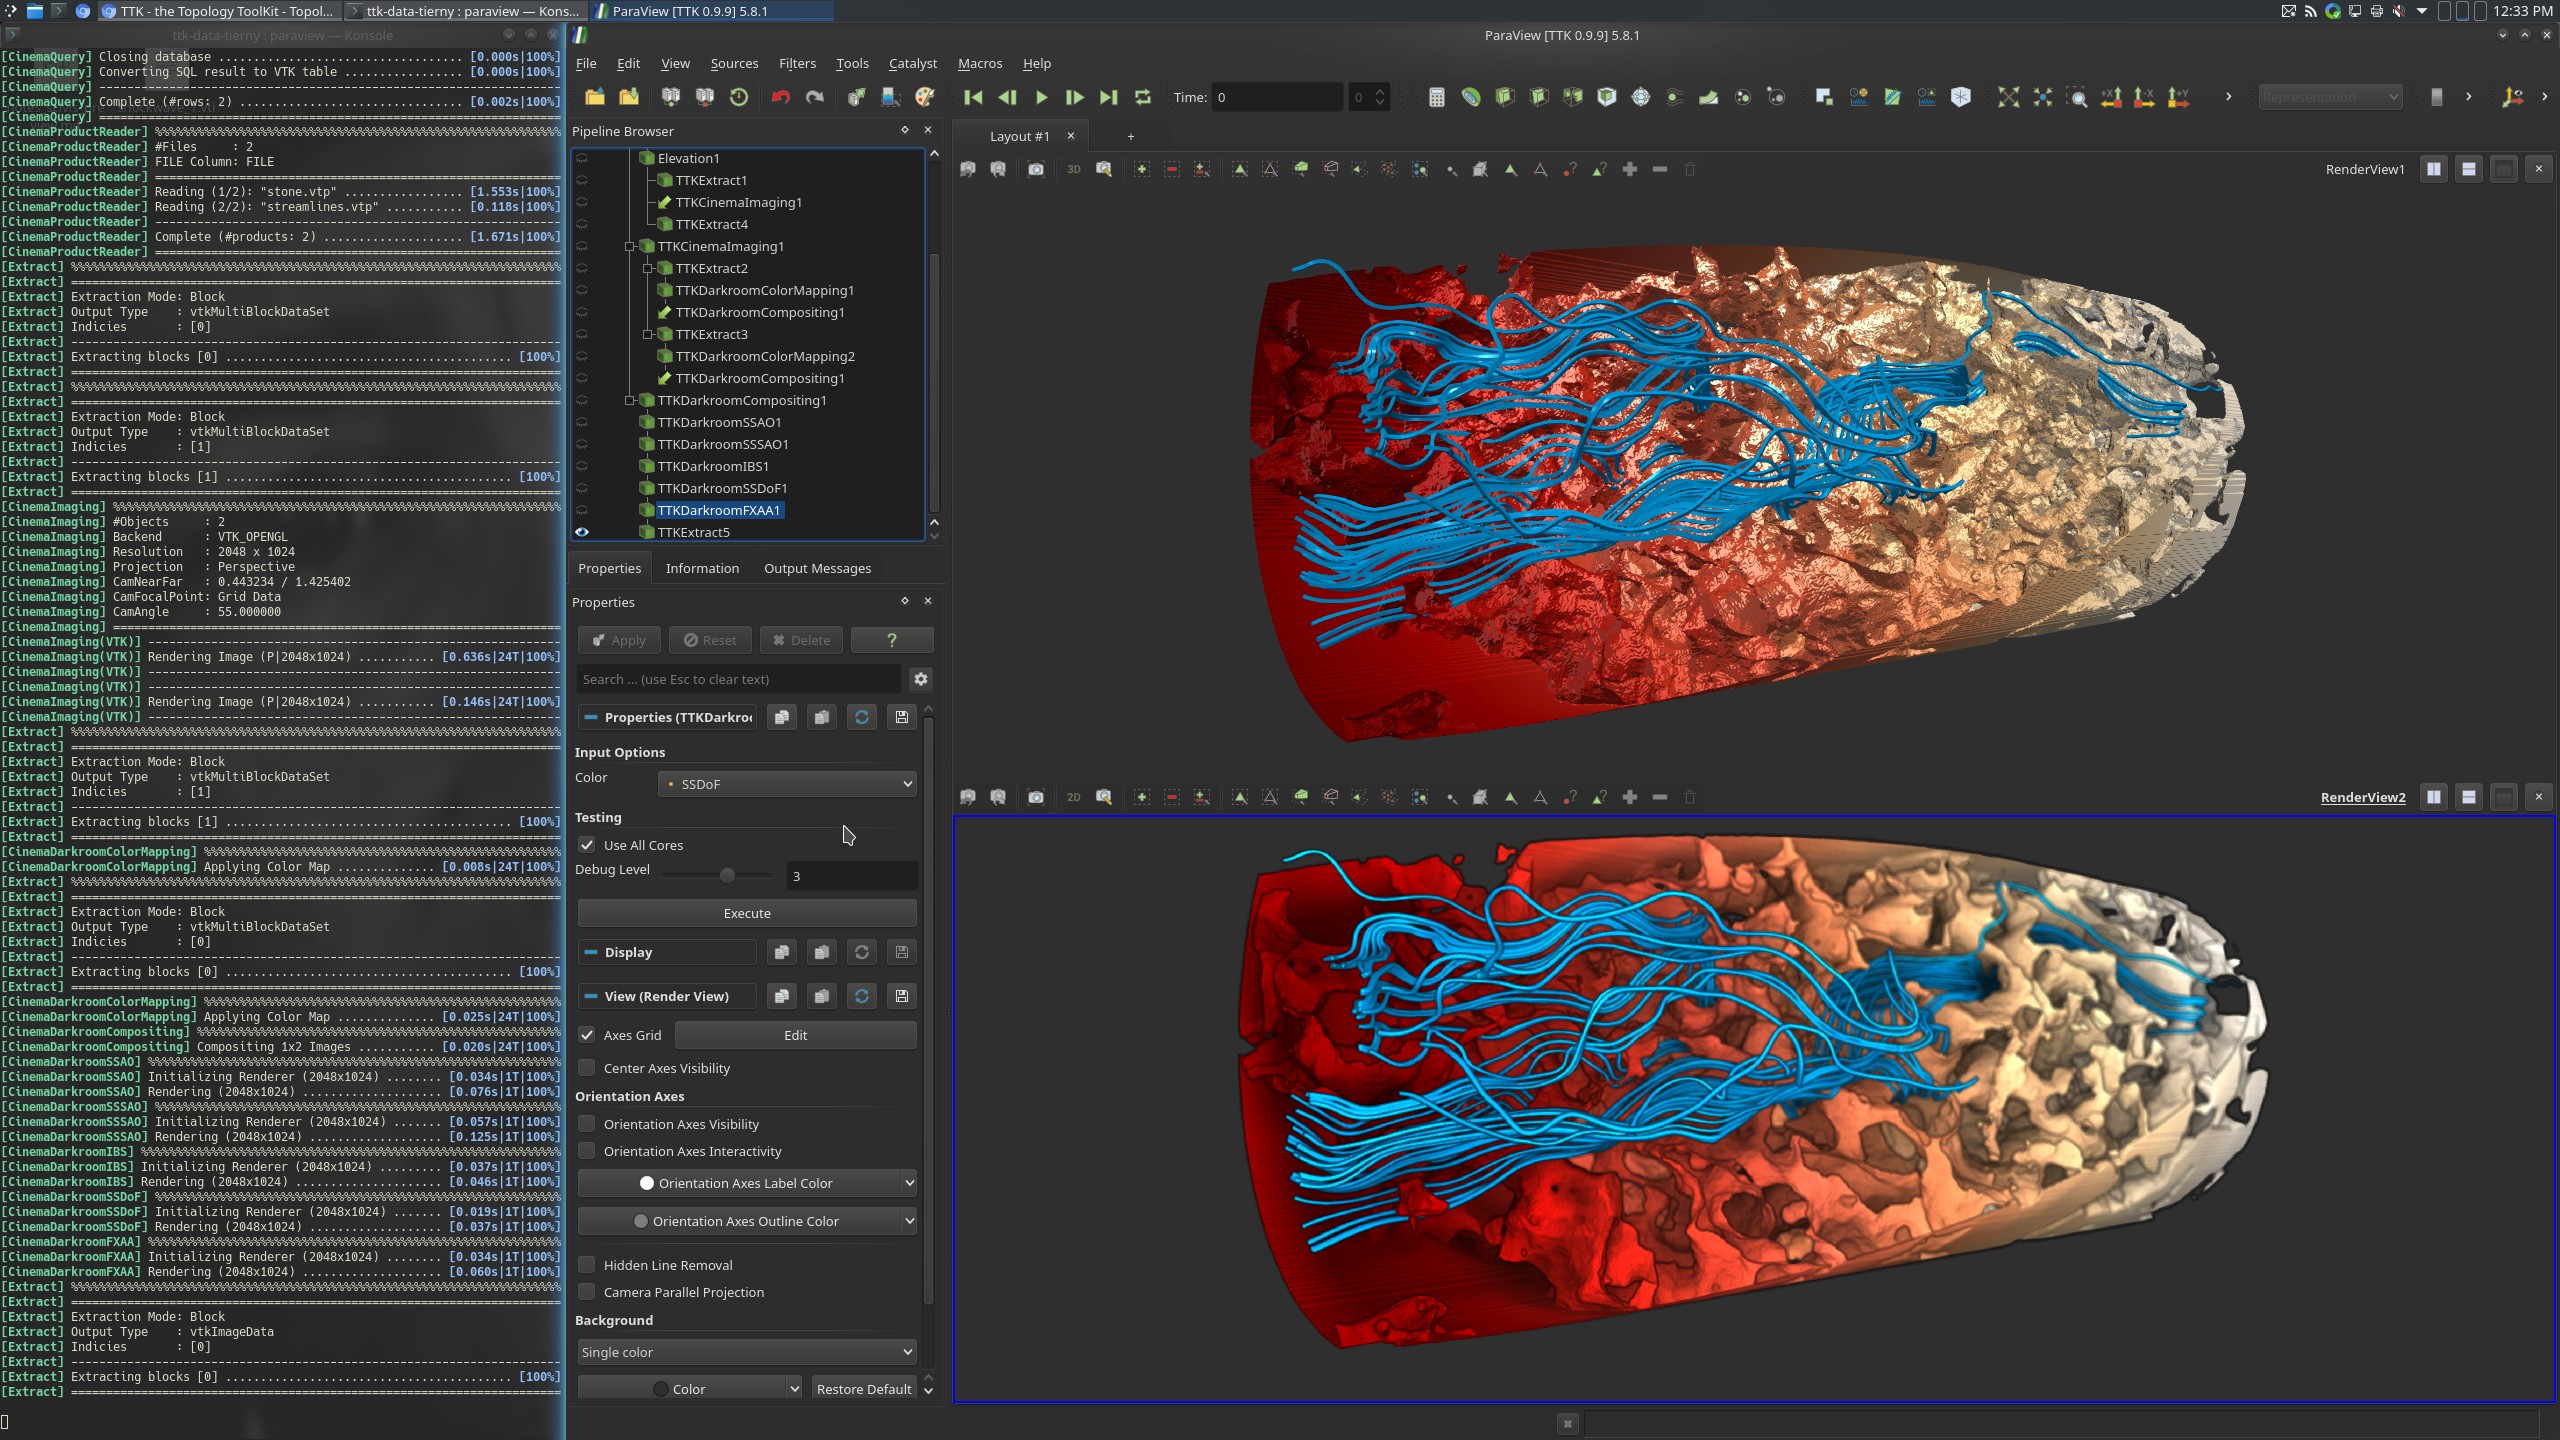 TTK - the Topology ToolKit - Topol...
ttk-data-tierny : paraview — Kons...
ParaView [TTK 0.9.9] 5.8.1
12:33 PM
ttk-data-tierny : paraview — Konsole
[CinemaQuery] Closing database ................................... [0.000s|100%]
[CinemaQuery] Converting SQL result to VTK table ............... [0.000s|100%]
[CinemaQuery]
[CinemaQuery] Complete (#rows: 2) ............................. [0.002s|100%]
[CinemaQuery]
[CinemaProductReader]
[CinemaProductReader] #Files : 2
[CinemaProductReader] FILE Column: FILE
[CinemaProductReader]
[CinemaProductReader] Reading (1/2): "stone.vtp" ................. [1.553s|100%]
[CinemaProductReader] Reading (2/2): "streamlines.vtp" ........... [0.118s|100%]
[CinemaProductReader]
[CinemaProductReader] Complete (#products: 2) .................... [1.671s|100%]
[CinemaProductReader]
[Extract]
[Extract]
[Extract] Extraction Mode: Block
[Extract] Output Type : vtkMultiBlockDataSet
[Extract] Indicies : [0]
[Extract]
[Extract] Extracting blocks [0] ......................................... [100%]
[Extract]
[Extract]
[Extract]
[Extract] Extraction Mode: Block
[Extract] Output Type : vtkMultiBlockDataSet
[Extract] Indicies : [1]
[Extract]
[Extract] Extracting blocks [1] ......................................... [100%]
[Extract]
[CinemaImaging]
[CinemaImaging] #Objects : 2
[CinemaImaging] Backend : VTK_OPENGL
[CinemaImaging] Resolution : 2048 x 1024
[CinemaImaging] Projection : Perspective
[CinemaImaging] CamNearFar : 0.443234 / 1.425402
[CinemaImaging] CamFocalPoint: Grid Data
[CinemaImaging] CamAngle : 55.000000
[CinemaImaging]
[CinemaImaging(VTK)]
[CinemaImaging(VTK)] Rendering Image (P|2048x1024) ........... [0.636s|24T|100%]
[CinemaImaging(VTK)]
[CinemaImaging(VTK)]
[CinemaImaging(VTK)] Rendering Image (P|2048x1024) ........... [0.146s|24T|100%]
[CinemaImaging(VTK)]
[Extract]
[Extract]
[Extract] Extraction Mode: Block
[Extract] Output Type : vtkMultiBlockDataSet
[Extract] Indicies : [1]
[Extract]
[Extract] Extracting blocks [1] ......................................... [100%]
[Extract]
[CinemaDarkroomColorMapping]
[CinemaDarkroomColorMapping] Applying Color Map .............. [0.008s|24T|100%]
[Extract]
[Extract]
[Extract] Extraction Mode: Block
[Extract] Output Type : vtkMultiBlockDataSet
[Extract] Indicies : [0]
[Extract]
[Extract] Extracting blocks [0] ......................................... [100%]
[Extract]
[CinemaDarkroomColorMapping]
[CinemaDarkroomColorMapping] Applying Color Map .............. [0.025s|24T|100%]
[CinemaDarkroomCompositing]
[CinemaDarkroomCompositing] Compositing 1x2 Images ........... [0.020s|24T|100%]
[CinemaDarkroomSSAO]
[CinemaDarkroomSSAO] Initializing Renderer (2048x1024) ........ [0.034s|1T|100%]
[CinemaDarkroomSSAO] Rendering (2048x1024) .................... [0.076s|1T|100%]
[CinemaDarkroomSSSAO]
[CinemaDarkroomSSSAO] Initializing Renderer (2048x1024) ....... [0.057s|1T|100%]
[CinemaDarkroomSSSAO] Rendering (2048x1024) ................... [0.125s|1T|100%]
[CinemaDarkroomIBS]
[CinemaDarkroomIBS] Initializing Renderer (2048x1024) ......... [0.037s|1T|100%]
[CinemaDarkroomIBS] Rendering (2048x1024) ..................... [0.046s|1T|100%]
[CinemaDarkroomSSDoF]
[CinemaDarkroomSSDoF] Initializing Renderer (2048x1024) ....... [0.019s|1T|100%]
[CinemaDarkroomSSDoF] Rendering (2048x1024) ................... [0.037s|1T|100%]
[CinemaDarkroomFXAA]
[CinemaDarkroomFXAA] Initializing Renderer (2048x1024) ........ [0.034s|1T|100%]
[CinemaDarkroomFXAA] Rendering (2048x1024) .................... [0.060s|1T|100%]
[Extract]
[Extract]
[Extract] Extraction Mode: Block
[Extract] Output Type : vtkImageData
[Extract] Indicies : [0]
[Extract]
[Extract] Extracting blocks [0] ......................................... [100%]
[Extract]
ParaView [TTK 0.9.9] 5.8.1
File Edit View Sources Filters Tools Catalyst Macros Help
Time: 0
0
Representation
Pipeline Browser
Elevation1
TTKExtract1
TTKCinemaImaging1
TTKExtract4
TTKCinemaImaging1
TTKExtract2
TTKDarkroomColorMapping1
TTKDarkroomCompositing1
TTKExtract3
TTKDarkroomColorMapping2
TTKDarkroomCompositing1
TTKDarkroomCompositing1
TTKDarkroomSSAO1
TTKDarkroomSSSAO1
TTKDarkroomIBS1
TTKDarkroomSSDoF1
TTKDarkroomFXAA1
TTKExtract5
Properties Information Output Messages
Properties
Apply Reset Delete ?
Search ... (use Esc to clear text)
Properties (TTKDarkroo
Input Options
Color SSDoF
Testing
Use All Cores
Debug Level 3
Execute
Display
View (Render View)
Axes Grid Edit
Center Axes Visibility
Orientation Axes
Orientation Axes Visibility
Orientation Axes Interactivity
Orientation Axes Label Color
Orientation Axes Outline Color
Hidden Line Removal
Camera Parallel Projection
Background
Single color
Color Restore Default
Layout #1 +
3D
RenderView1
2D
RenderView2